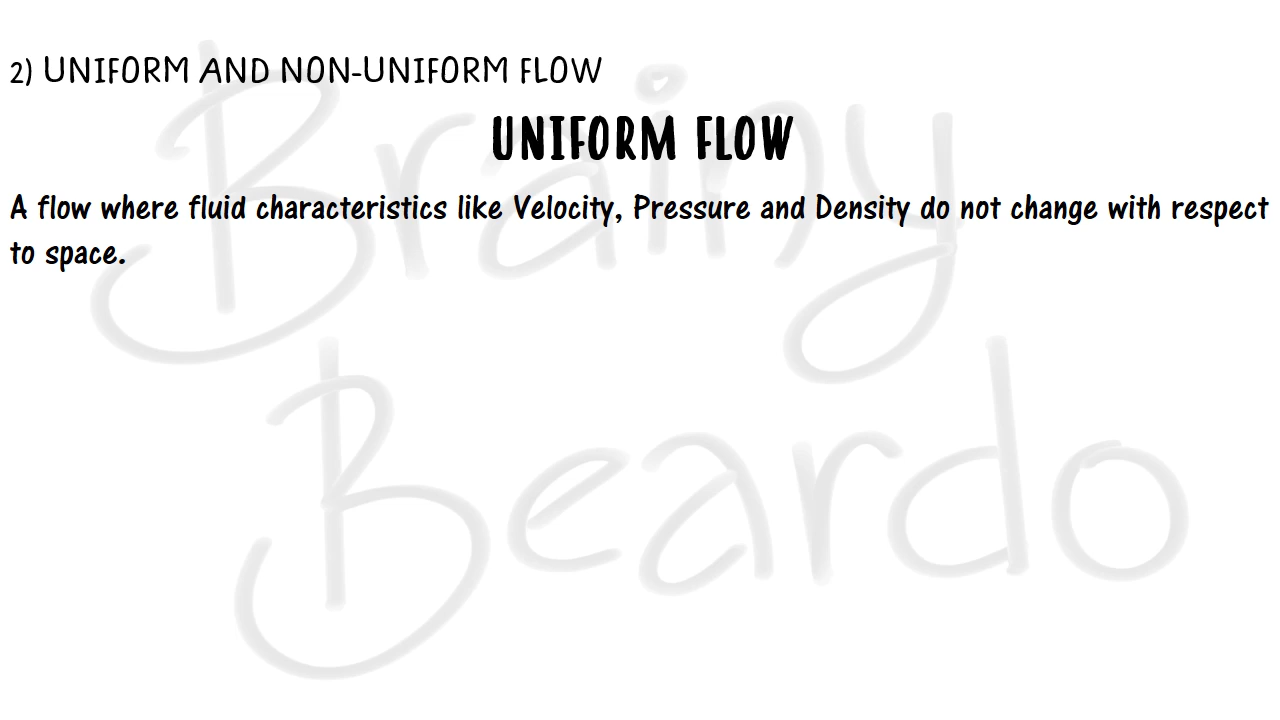 2) UNIFORM AND NON-UNIFORM FLOW
UNIFORM FLOW
A flow where fluid characteristics like Velocity, Pressure and Density do not change with respect
to space.
Brainy
Beardo